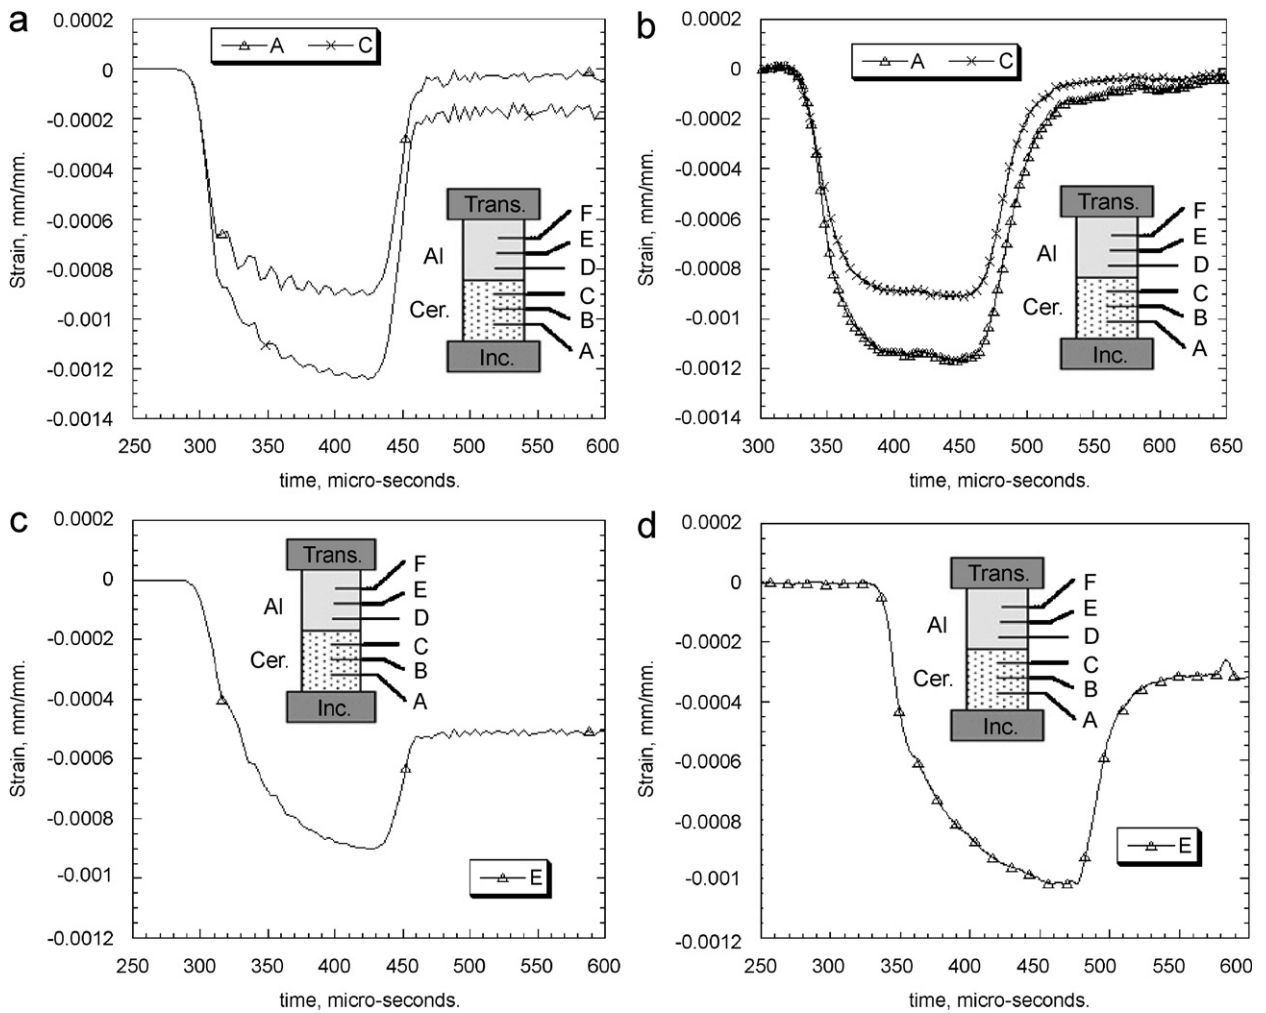 a
0.0002
0
-0.0002
-0.0004
-0.0006
-0.0008
-0.001
-0.0012
-0.0014
Strain, mm/mm.
A C
Trans.
Al
Cer.
Inc.
F
E
D
C
B
A
250 300 350 400 450 500 550 600
time, micro-seconds.
b
0.0002
0
-0.0002
-0.0004
-0.0006
-0.0008
-0.001
-0.0012
-0.0014
Strain, mm/mm.
A C
Trans.
Al
Cer.
Inc.
F
E
D
C
B
A
300 350 400 450 500 550 600 650
time, micro-seconds.
c
0.0002
0
-0.0002
-0.0004
-0.0006
-0.0008
-0.001
-0.0012
Strain, mm/mm.
Trans.
Al
Cer.
Inc.
F
E
D
C
B
A
E
250 300 350 400 450 500 550 600
time, micro-seconds.
d
0.0002
0
-0.0002
-0.0004
-0.0006
-0.0008
-0.001
-0.0012
Strain, mm/mm.
Trans.
Al
Cer.
Inc.
F
E
D
C
B
A
E
250 300 350 400 450 500 550 600
time, micro-seconds.